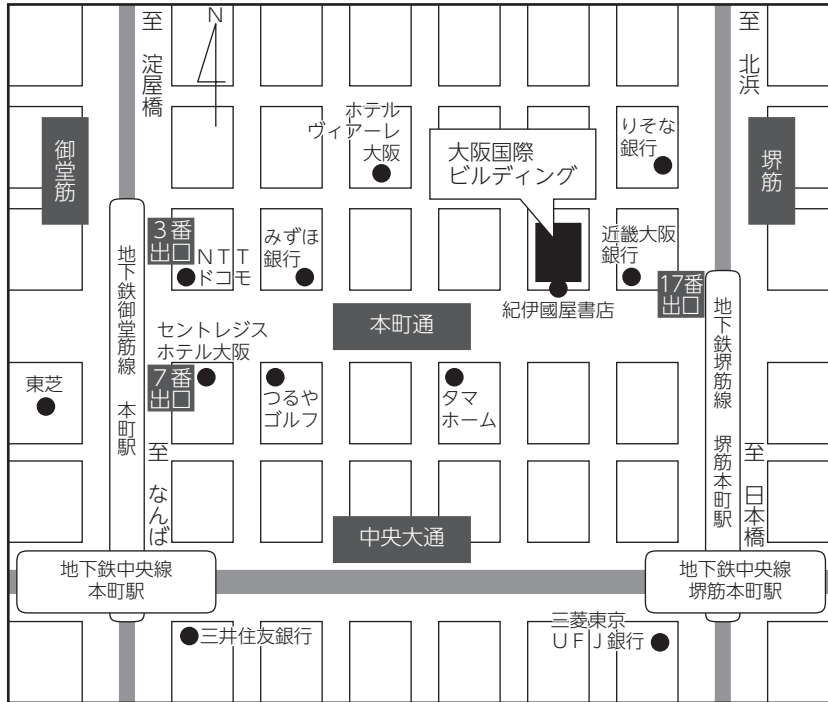 至 淀屋橋
N
至 北浜
ホテル
ヴィアーレ
大阪
大阪国際
ビルディング
りそな
銀行
御堂筋
堺筋
3番
出口
NTT
ドコモ
みずほ
銀行
近畿大阪
銀行
17番
出口
紀伊國屋書店
本町通
地下鉄御堂筋線 本町駅
地下鉄堺筋線 堺筋本町駅
セントレジス
ホテル大阪
7番
出口
東芝
つるや
ゴルフ
タマ
ホーム
至 なんば
至 日本橋
中央大通
地下鉄中央線
本町駅
地下鉄中央線
堺筋本町駅
三井住友銀行
三菱東京
UFJ銀行